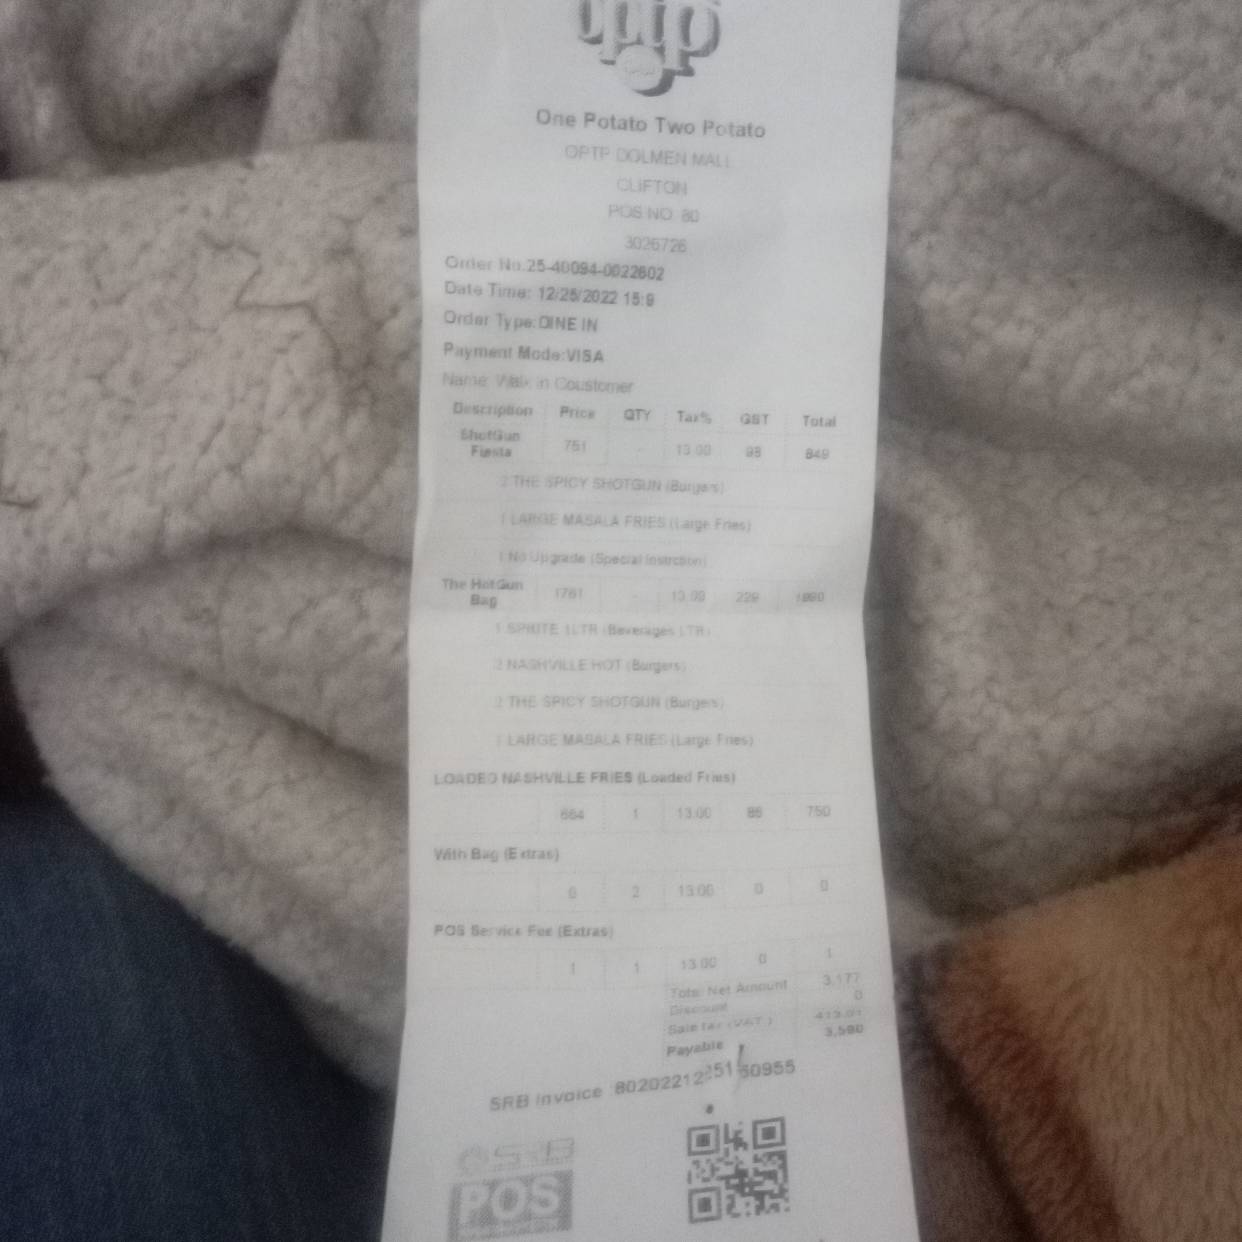 optp
One Potato Two Potato
OPTP DOLMEN MALL
CLIFTON
POS NO. 80
3026726
Order No:25-40094-0022602
Date Time: 12/25/2022 15:9
Order Type:DINE IN
Payment Mode:VISA
Name: Walk in Coustomer
Description Price QTY Tax% GST Total
ShotGun Fiesta 751 - 13.00 98 849
2 THE SPICY SHOTGUN (Burgers)
1 LARGE MASALA FRIES (Large Fries)
1 No Upgrade (Special Instrction)
The HotGun Bag 1761 - 13.00 229 1990
1 SPRITE 1LTR (Beverages LTR)
2 NASHVILLE HOT (Burgers)
2 THE SPICY SHOTGUN (Burgers)
1 LARGE MASALA FRIES (Large Fries)
LOADED NASHVILLE FRIES (Loaded Fries)
664 1 13.00 86 750
With Bag (Extras)
0 2 13.00 0 0
POS Service Fee (Extras)
1 1 13.00 0 1
Total Net Amount 3,177
Discount 0
Sale tax (VAT) 413.01
Payable 3,590
SRB Invoice
SRB
POS